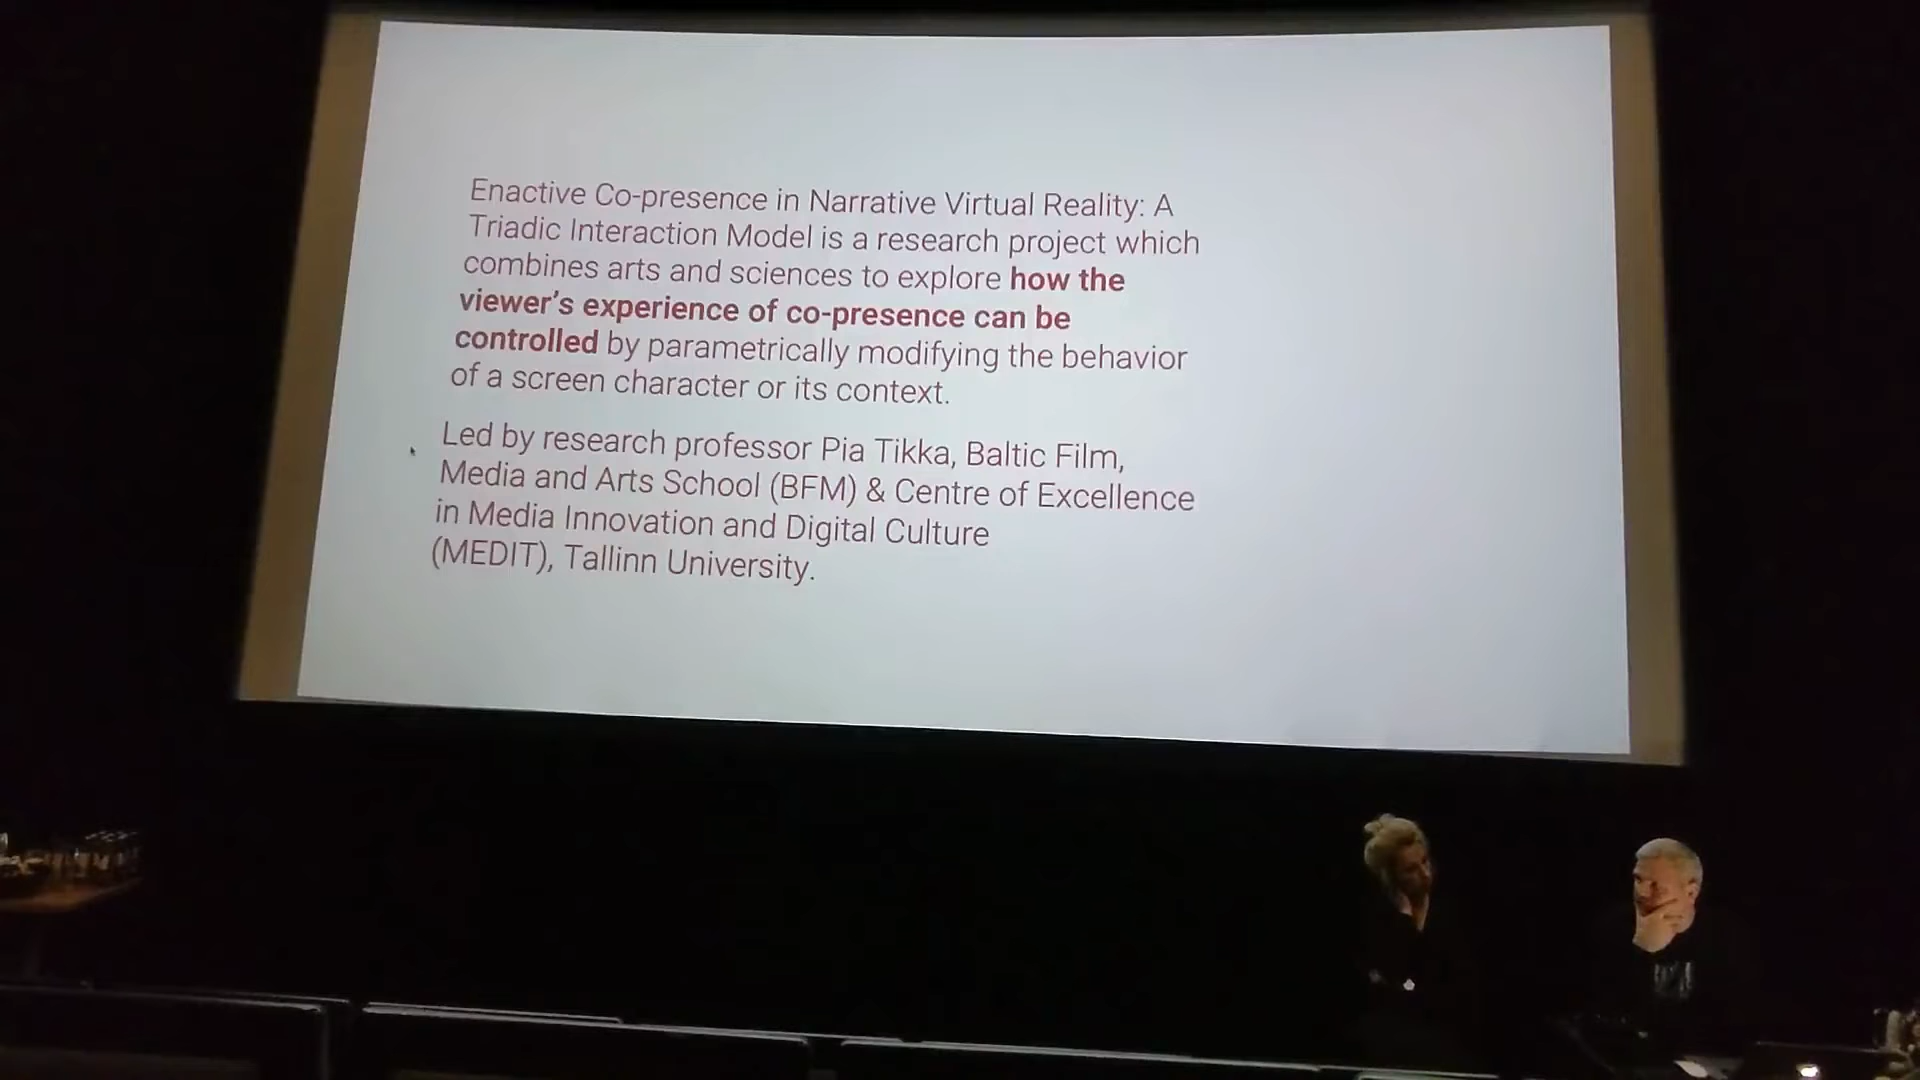 Enactive Co-presence in Narrative Virtual Reality: A
Triadic Interaction Model is a research project which
combines arts and sciences to explore how the
viewer's experience of co-presence can be
controlled by parametrically modifying the behavior
of a screen character or its context.
Led by research professor Pia Tikka, Baltic Film,
Media and Arts School (BFM) & Centre of Excellence
in Media Innovation and Digital Culture
(MEDIT), Tallinn University.